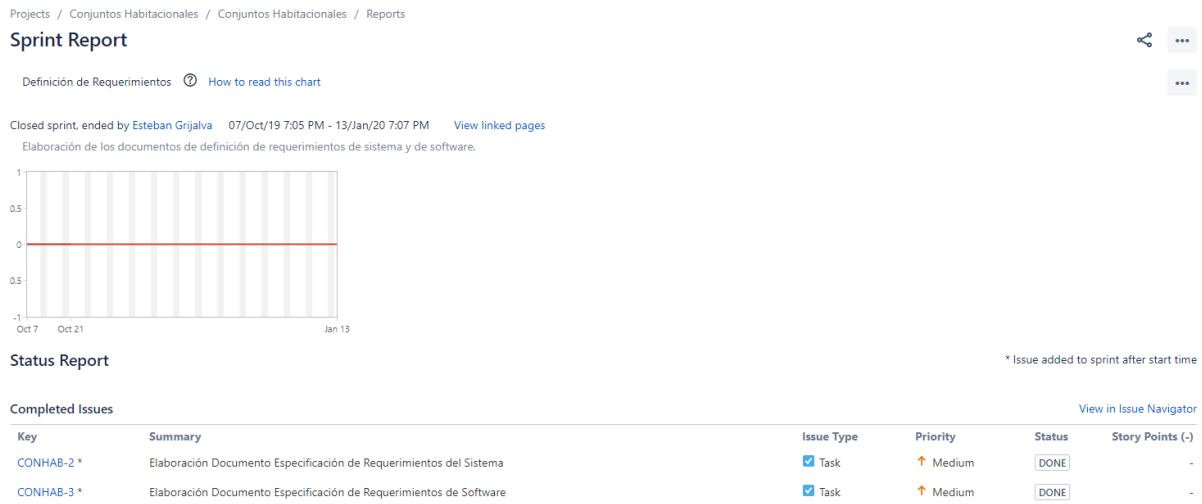 Projects / Conjuntos Habitacionales / Conjuntos Habitacionales / Reports
Sprint Report
Definición de Requerimientos How to read this chart
Closed sprint, ended by Esteban Grijalva 07/Oct/19 7:05 PM - 13/Jan/20 7:07 PM View linked pages
Elaboración de los documentos de definición de requerimientos de sistema y de software.
1
0.5
0
0.5
-1
Oct 7 Oct 21 Jan 13
Status Report * Issue added to sprint after start time
Completed Issues View in Issue Navigator
Key Summary Issue Type Priority Status Story Points (-)
CONHAB-2 * Elaboración Documento Especificación de Requerimientos del Sistema Task Medium DONE -
CONHAB-3 * Elaboración Documento Especificación de Requerimientos de Software Task Medium DONE -